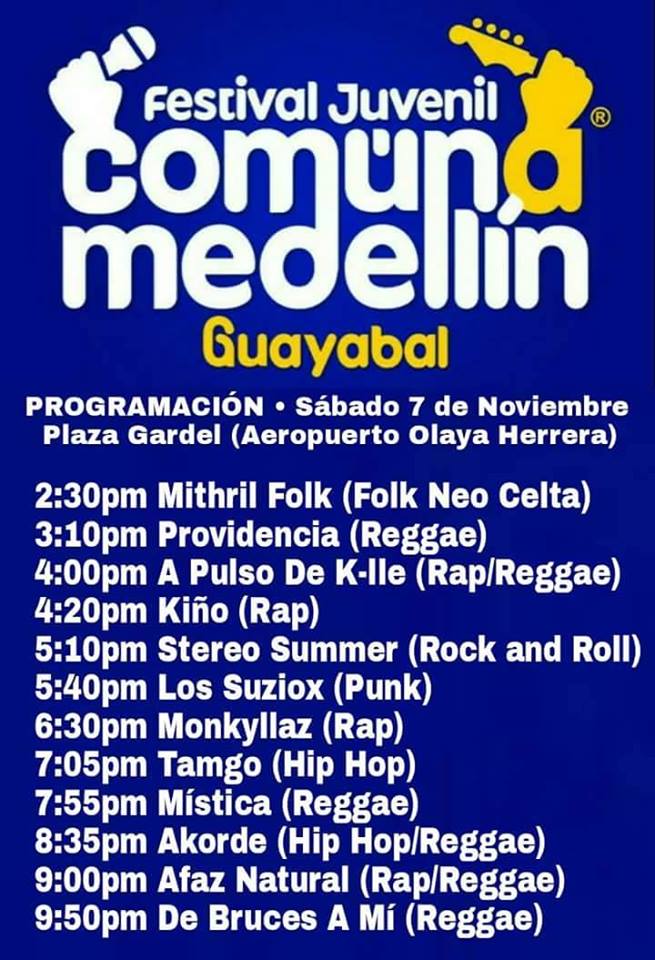 Festival Juvenil
comuna
medellín
®
Guayabal
PROGRAMACIÓN • Sábado 7 de Noviembre
Plaza Gardel (Aeropuerto Olaya Herrera)
2:30pm Mithril Folk (Folk Neo Celta)
3:10pm Providencia (Reggae)
4:00pm A Pulso De K-lle (Rap/Reggae)
4:20pm Kiño (Rap)
5:10pm Stereo Summer (Rock and Roll)
5:40pm Los Suziox (Punk)
6:30pm Monkyllaz (Rap)
7:05pm Tamgo (Hip Hop)
7:55pm Mística (Reggae)
8:35pm Akorde (Hip Hop/Reggae)
9:00pm Afaz Natural (Rap/Reggae)
9:50pm De Bruces A Mí (Reggae)